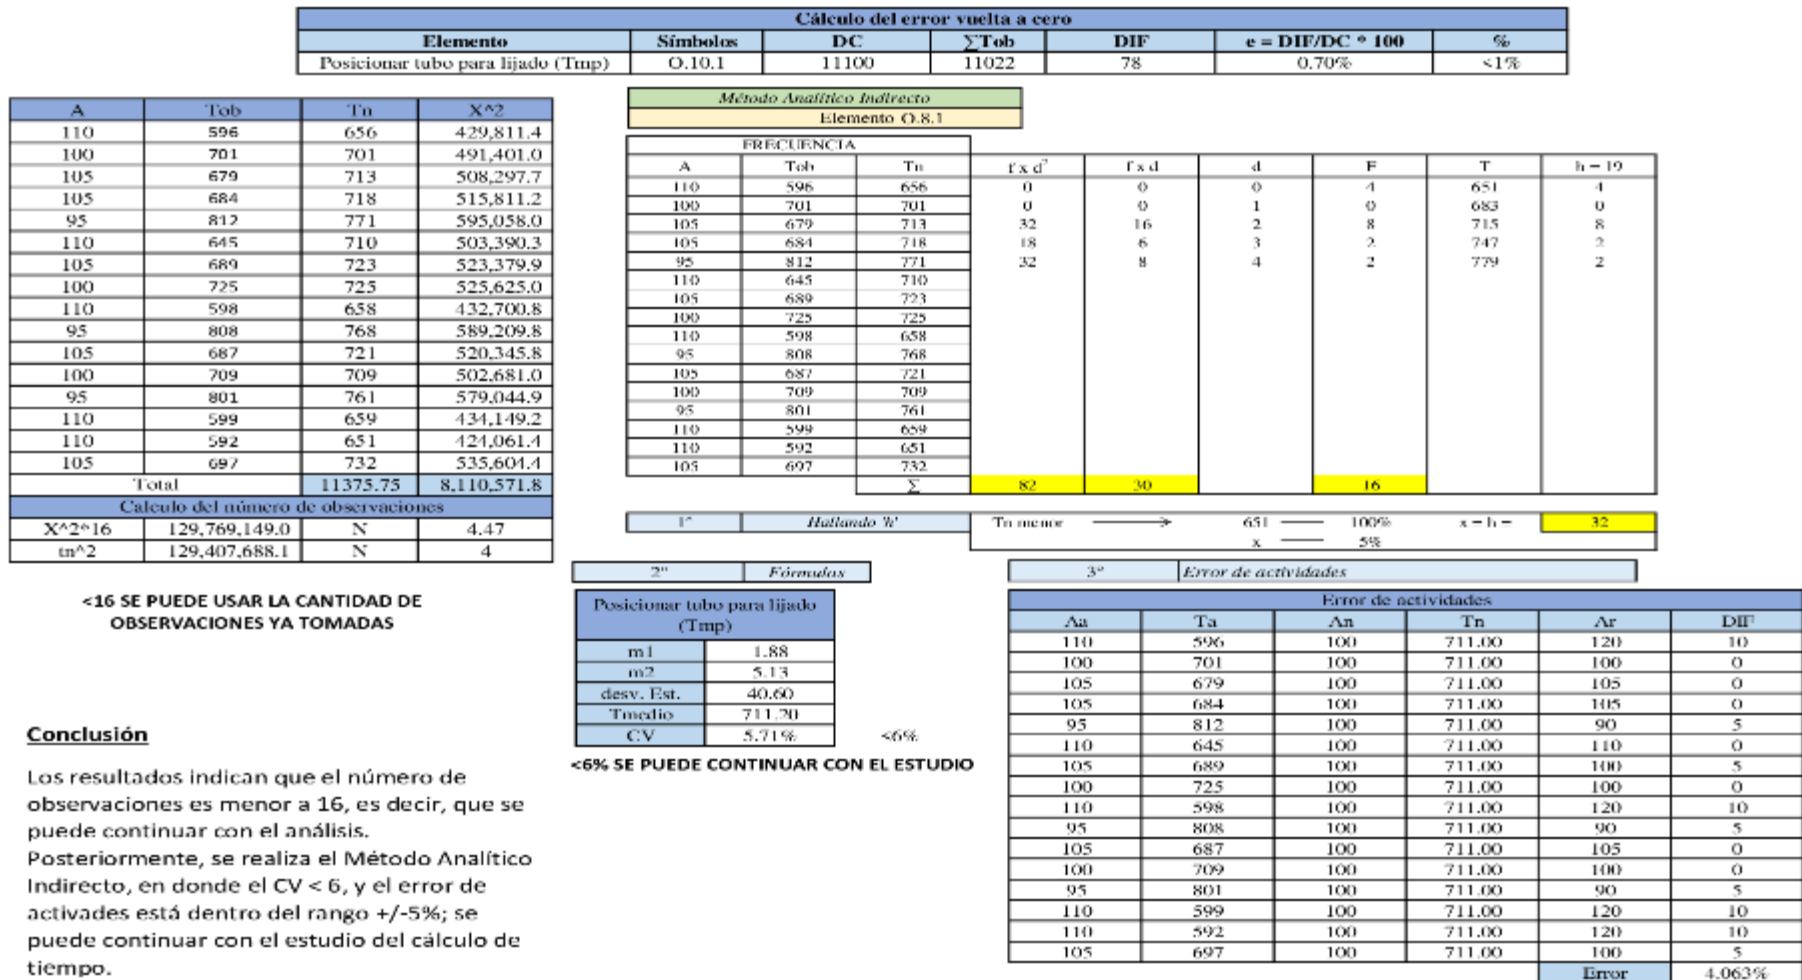 Cálculo del error vuelta a cero
Elemento Símbolos DC ∑Tob DIF e = DIF/DC * 100 %
Posicionar tubo para lijado (Tmp) O.10.1 11100 11022 78 0.70% <1%
A Tob Tn X^2
110 596 656 429,811.4
100 701 701 491,401.0
105 679 713 508,297.7
105 684 718 515,811.2
95 812 771 595,058.0
110 645 710 503,390.3
105 689 723 523,379.9
100 725 725 525,625.0
110 598 658 432,700.8
95 808 768 589,209.8
105 687 721 520,345.8
100 709 709 502,681.0
95 801 761 579,044.9
110 599 659 434,149.2
110 592 651 424,061.4
105 697 732 535,604.4
Total 11375.75 8,110,571.8
Calculo del número de observaciones
X^2*16 129,769,149.0 N 4.47
tn^2 129,407,688.1 N 4
<16 SE PUEDE USAR LA CANTIDAD DE
OBSERVACIONES YA TOMADAS
Conclusión
Los resultados indican que el número de
observaciones es menor a 16, es decir, que se
puede continuar con el análisis.
Posteriormente, se realiza el Método Analítico
Indirecto, en donde el CV < 6, y el error de
activades está dentro del rango +/-5%; se
puede continuar con el estudio del cálculo de
tiempo.
Método Analítico Indirecto
Elemento O.8.1
FRECUENCIA
A Tob Tn f x d² f x d d F T h = 19
110 596 656 0 0 0 4 651 4
100 701 701 0 0 1 0 683 0
105 679 713 32 16 2 8 715 8
105 684 718 18 6 3 2 747 2
95 812 771 32 8 4 2 779 2
110 645 710
105 689 723
100 725 725
110 598 658
95 808 768
105 687 721
100 709 709
95 801 761
110 599 659
110 592 651
105 697 732
∑ 82 30 16
1° Hallando 'h' Tn menor 651 100% x = h = 32
x 5%
2° Fórmulas
Posicionar tubo para lijado
(Tmp)
m1 1.88
m2 5.13
desv. Est. 40.60
Tmedio 711.20
CV 5.71% <6%
<6% SE PUEDE CONTINUAR CON EL ESTUDIO
3° Error de actividades
Error de actividades
Aa Ta An Tn Ar DIF
110 596 100 711.00 120 10
100 701 100 711.00 100 0
105 679 100 711.00 105 0
105 684 100 711.00 105 0
95 812 100 711.00 90 5
110 645 100 711.00 110 0
105 689 100 711.00 100 5
100 725 100 711.00 100 0
110 598 100 711.00 120 10
95 808 100 711.00 90 5
105 687 100 711.00 105 0
100 709 100 711.00 100 0
95 801 100 711.00 90 5
110 599 100 711.00 120 10
110 592 100 711.00 120 10
105 697 100 711.00 100 5
Error 4.063%